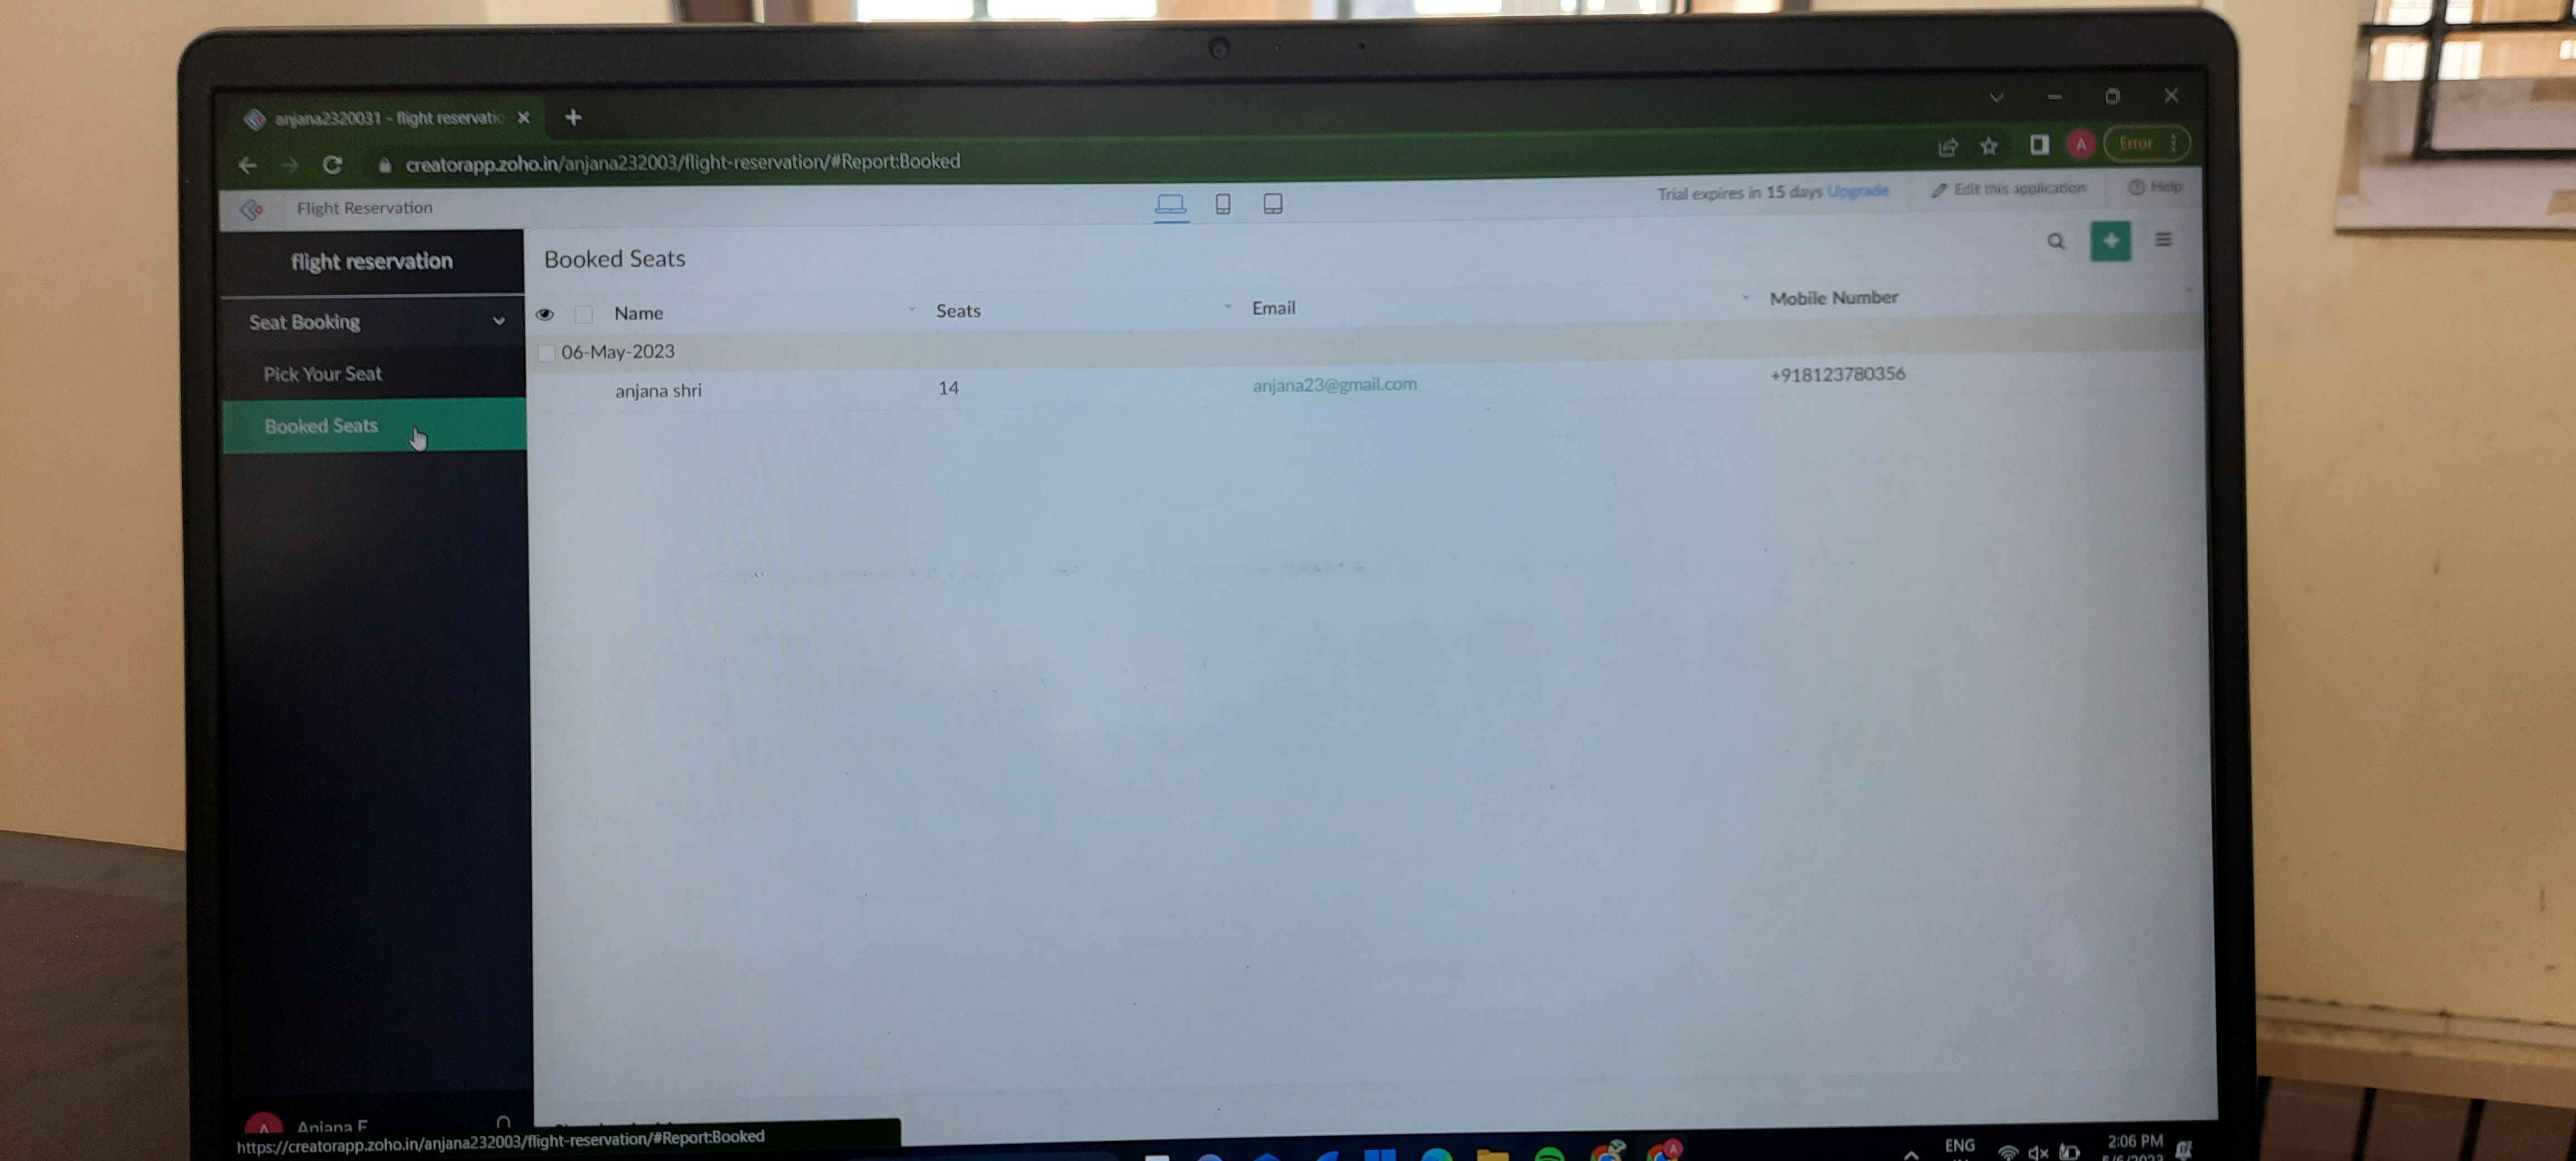 anjana2320031 - flight reservatic
creatorapp.zoho.in/anjana232003/flight-reservation/#Report:Booked
A
Error
Flight Reservation
Trial expires in 15 days Upgrade
Edit this application
Help
flight reservation
Booked Seats
Seat Booking
Name Seats Email Mobile Number
06-May-2023
Pick Your Seat
anjana shri 14 anjana23@gmail.com +918123780356
Booked Seats
https://creatorapp.zoho.in/anjana232003/flight-reservation/#Report:Booked
ENG
2:06 PM